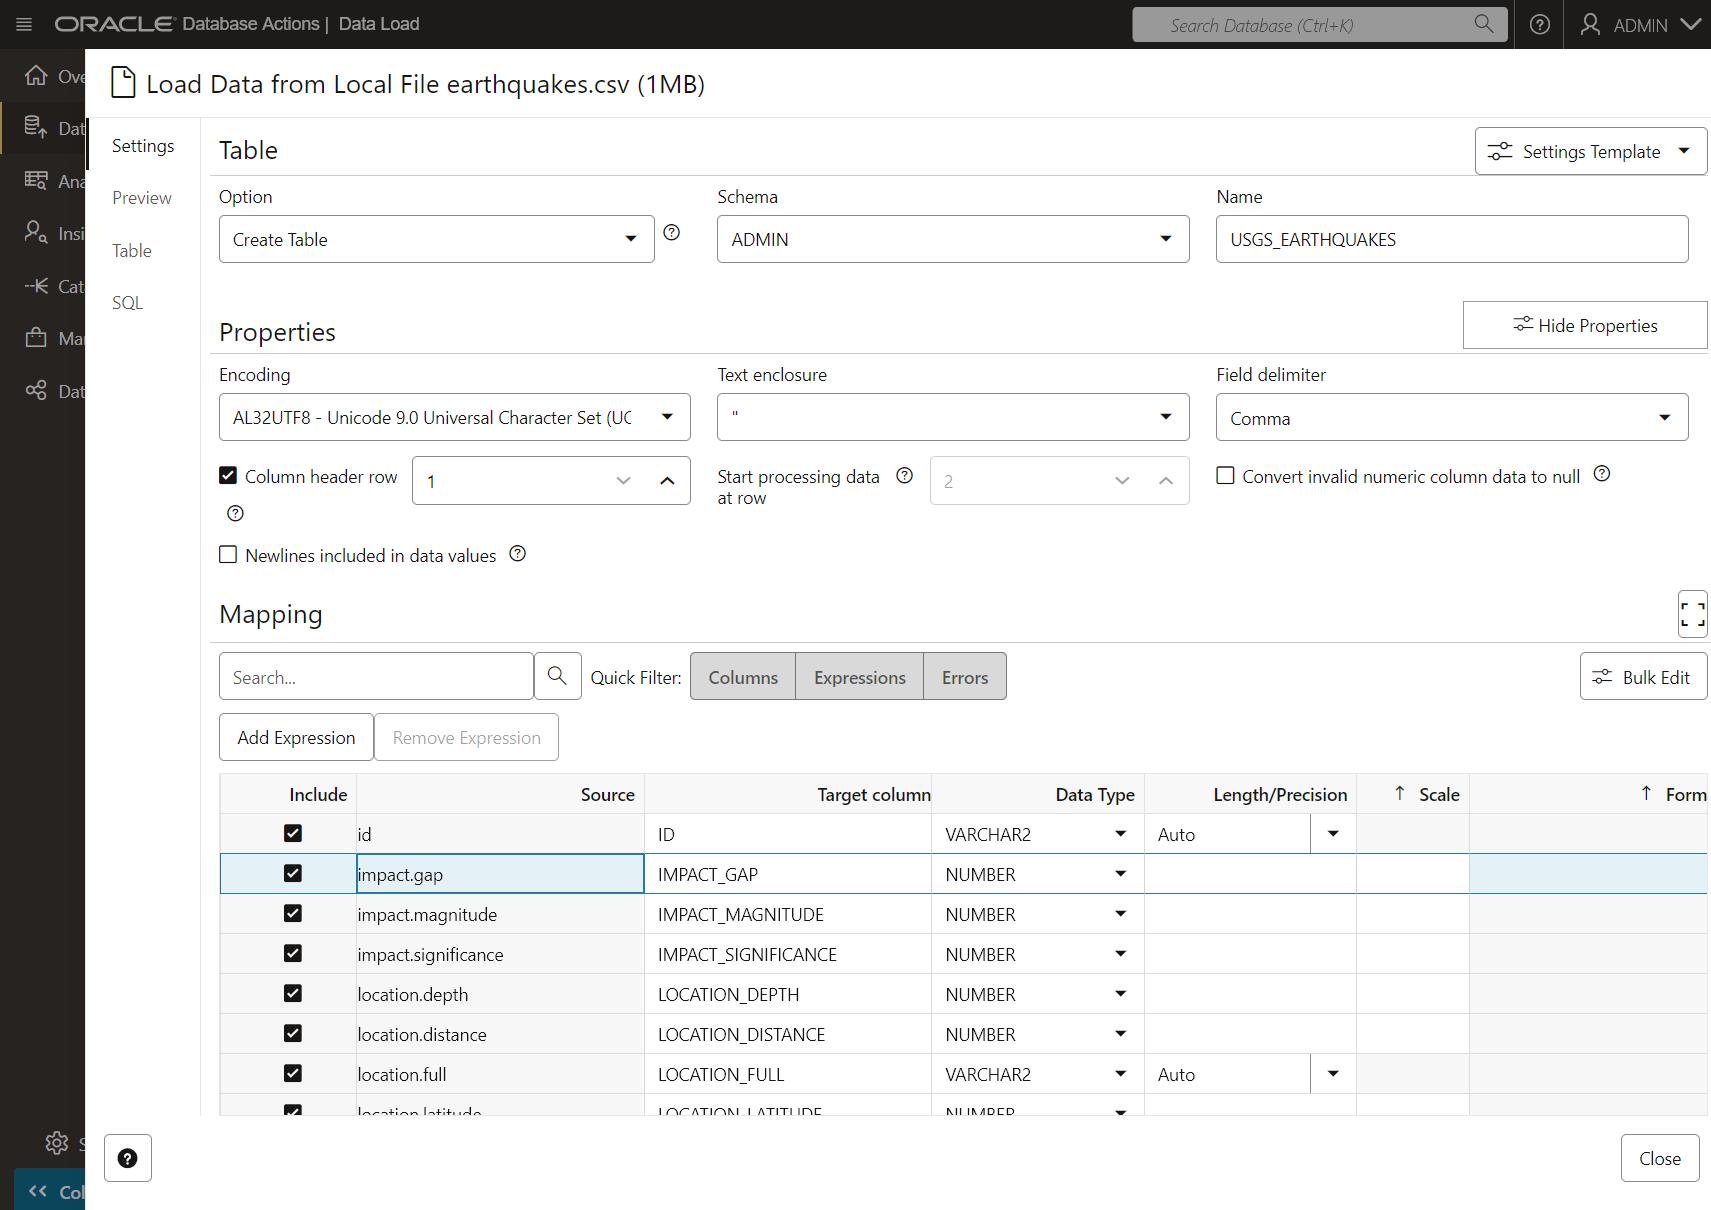 ORACLE® Database Actions | Data Load
Search Database (Ctrl+K)
ADMIN
Ove
Dat
Ana
Insi
Cat
Mar
Dat
S
Col
Load Data from Local File earthquakes.csv (1MB)
Settings
Preview
Table
SQL
Table
Settings Template
Option
Schema
Name
Create Table
ADMIN
USGS_EARTHQUAKES
Properties
Hide Properties
Encoding
Text enclosure
Field delimiter
AL32UTF8 - Unicode 9.0 Universal Character Set (UC
"
Comma
Column header row
1
Start processing data
at row
2
Convert invalid numeric column data to null
Newlines included in data values
Mapping
Search...
Quick Filter:
Columns
Expressions
Errors
Bulk Edit
Add Expression
Remove Expression
Include Source Target column Data Type Length/Precision Scale Form
id ID VARCHAR2 Auto
impact.gap IMPACT_GAP NUMBER
impact.magnitude IMPACT_MAGNITUDE NUMBER
impact.significance IMPACT_SIGNIFICANCE NUMBER
location.depth LOCATION_DEPTH NUMBER
location.distance LOCATION_DISTANCE NUMBER
location.full LOCATION_FULL VARCHAR2 Auto
location.latitude LOCATION_LATITUDE NUMBER
Close